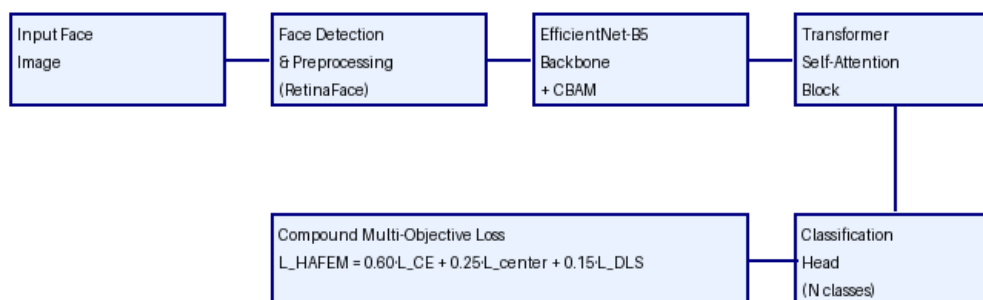 Input Face
Image
Face Detection
& Preprocessing
(RetinaFace)
EfficientNet-B5
Backbone
+ CBAM
Transformer
Self-Attention
Block
Compound Multi-Objective Loss
L_HAFEM = 0.60·L_CE + 0.25·L_center + 0.15·L_DLS
Classification
Head
(N classes)